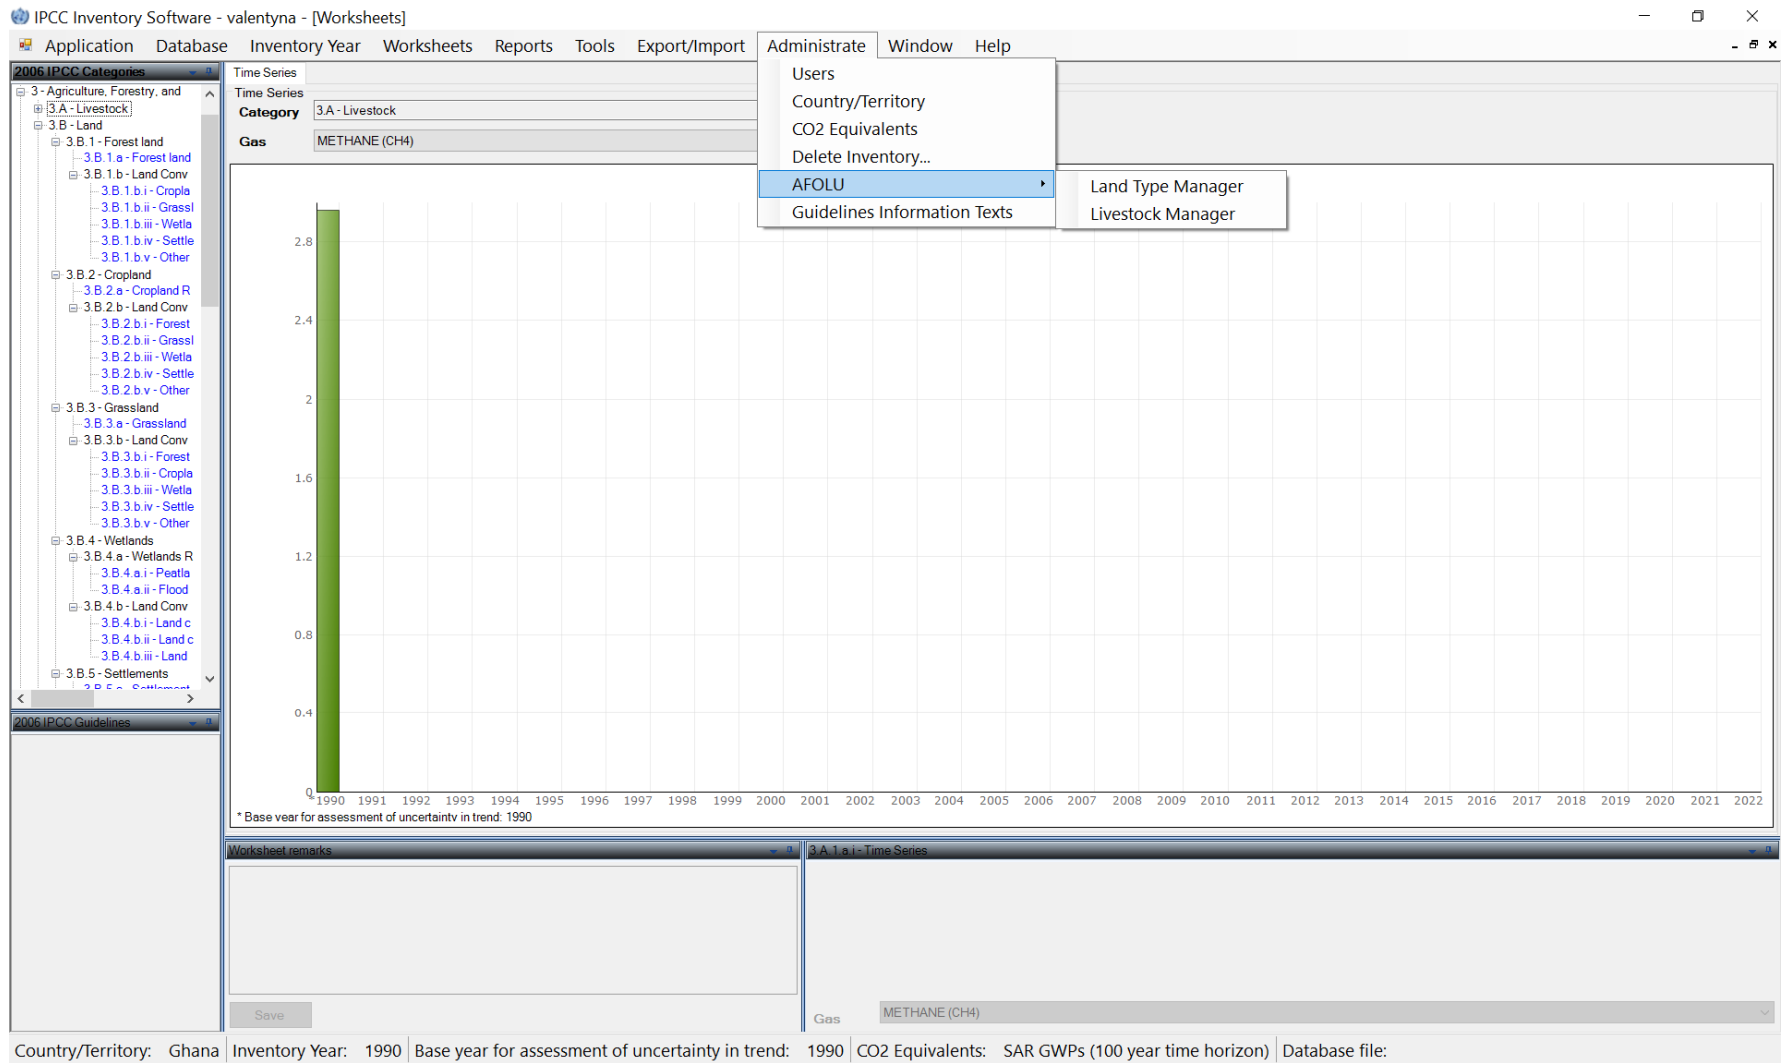 IPCC Inventory Software - valentyna - [Worksheets]
Application Database Inventory Year Worksheets Reports Tools Export/Import Administrate Window Help
2006 IPCC Categories
3 - Agriculture, Forestry, and
3.A - Livestock
3.B - Land
3.B.1 - Forest land
3.B.1.a - Forest land
3.B.1.b - Land Conv
3.B.1.b.i - Cropla
3.B.1.b.ii - Grassl
3.B.1.b.iii - Wetla
3.B.1.b.iv - Settle
3.B.1.b.v - Other
3.B.2 - Cropland
3.B.2.a - Cropland R
3.B.2.b - Land Conv
3.B.2.b.i - Forest
3.B.2.b.ii - Grassl
3.B.2.b.iii - Wetla
3.B.2.b.iv - Settle
3.B.2.b.v - Other
3.B.3 - Grassland
3.B.3.a - Grassland
3.B.3.b - Land Conv
3.B.3.b.i - Forest
3.B.3.b.ii - Cropla
3.B.3.b.iii - Wetla
3.B.3.b.iv - Settle
3.B.3.b.v - Other
3.B.4 - Wetlands
3.B.4.a - Wetlands R
3.B.4.a.i - Peatla
3.B.4.a.ii - Flood
3.B.4.b - Land Conv
3.B.4.b.i - Land c
3.B.4.b.ii - Land c
3.B.4.b.iii - Land
3.B.5 - Settlements
3.B.5.a - Settlement
2006 IPCC Guidelines
Time Series
Time Series
Category 3.A - Livestock
Gas METHANE (CH4)
Users
Country/Territory
CO2 Equivalents
Delete Inventory...
AFOLU
Guidelines Information Texts
Land Type Manager
Livestock Manager
2.8
2.4
2
1.6
1.2
0.8
0.4
0
*1990 1991 1992 1993 1994 1995 1996 1997 1998 1999 2000 2001 2002 2003 2004 2005 2006 2007 2008 2009 2010 2011 2012 2013 2014 2015 2016 2017 2018 2019 2020 2021 2022
* Base year for assessment of uncertainty in trend: 1990
Worksheet remarks
Save
3.A.1.a.i - Time Series
Gas METHANE (CH4)
Country/Territory: Ghana Inventory Year: 1990 Base year for assessment of uncertainty in trend: 1990 CO2 Equivalents: SAR GWPs (100 year time horizon) Database file: